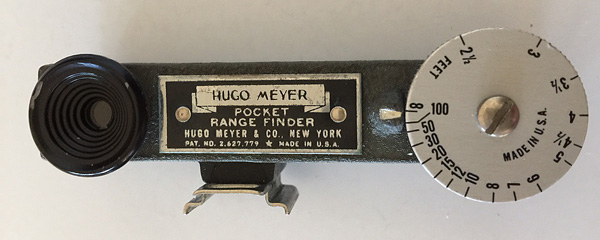 HUGO MEYER
POCKET
RANGE FINDER
HUGO MEYER & CO., NEW YORK
PAT. NO. 2,627,779 ★ MADE IN U.S.A.
FEET
2½
3
3½
4
4½
5
6
7
8
10
12
15
20
30
50
100
∞
MADE IN U.S.A.